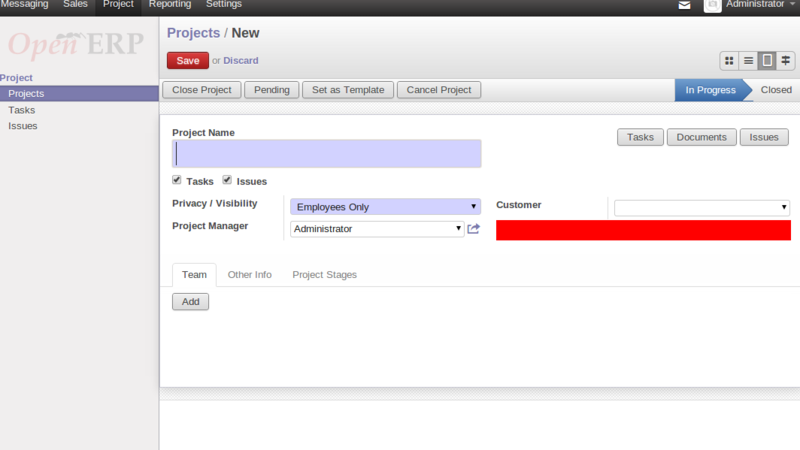 Messaging Sales Project Reporting Settings Administrator
Open ERP
Projects / New
Save or Discard
Project
Projects
Tasks
Issues
Close Project Pending Set as Template Cancel Project In Progress Closed
Project Name
Tasks Documents Issues
Tasks Issues
Privacy / Visibility Employees Only Customer
Project Manager Administrator
Team Other Info Project Stages
Add